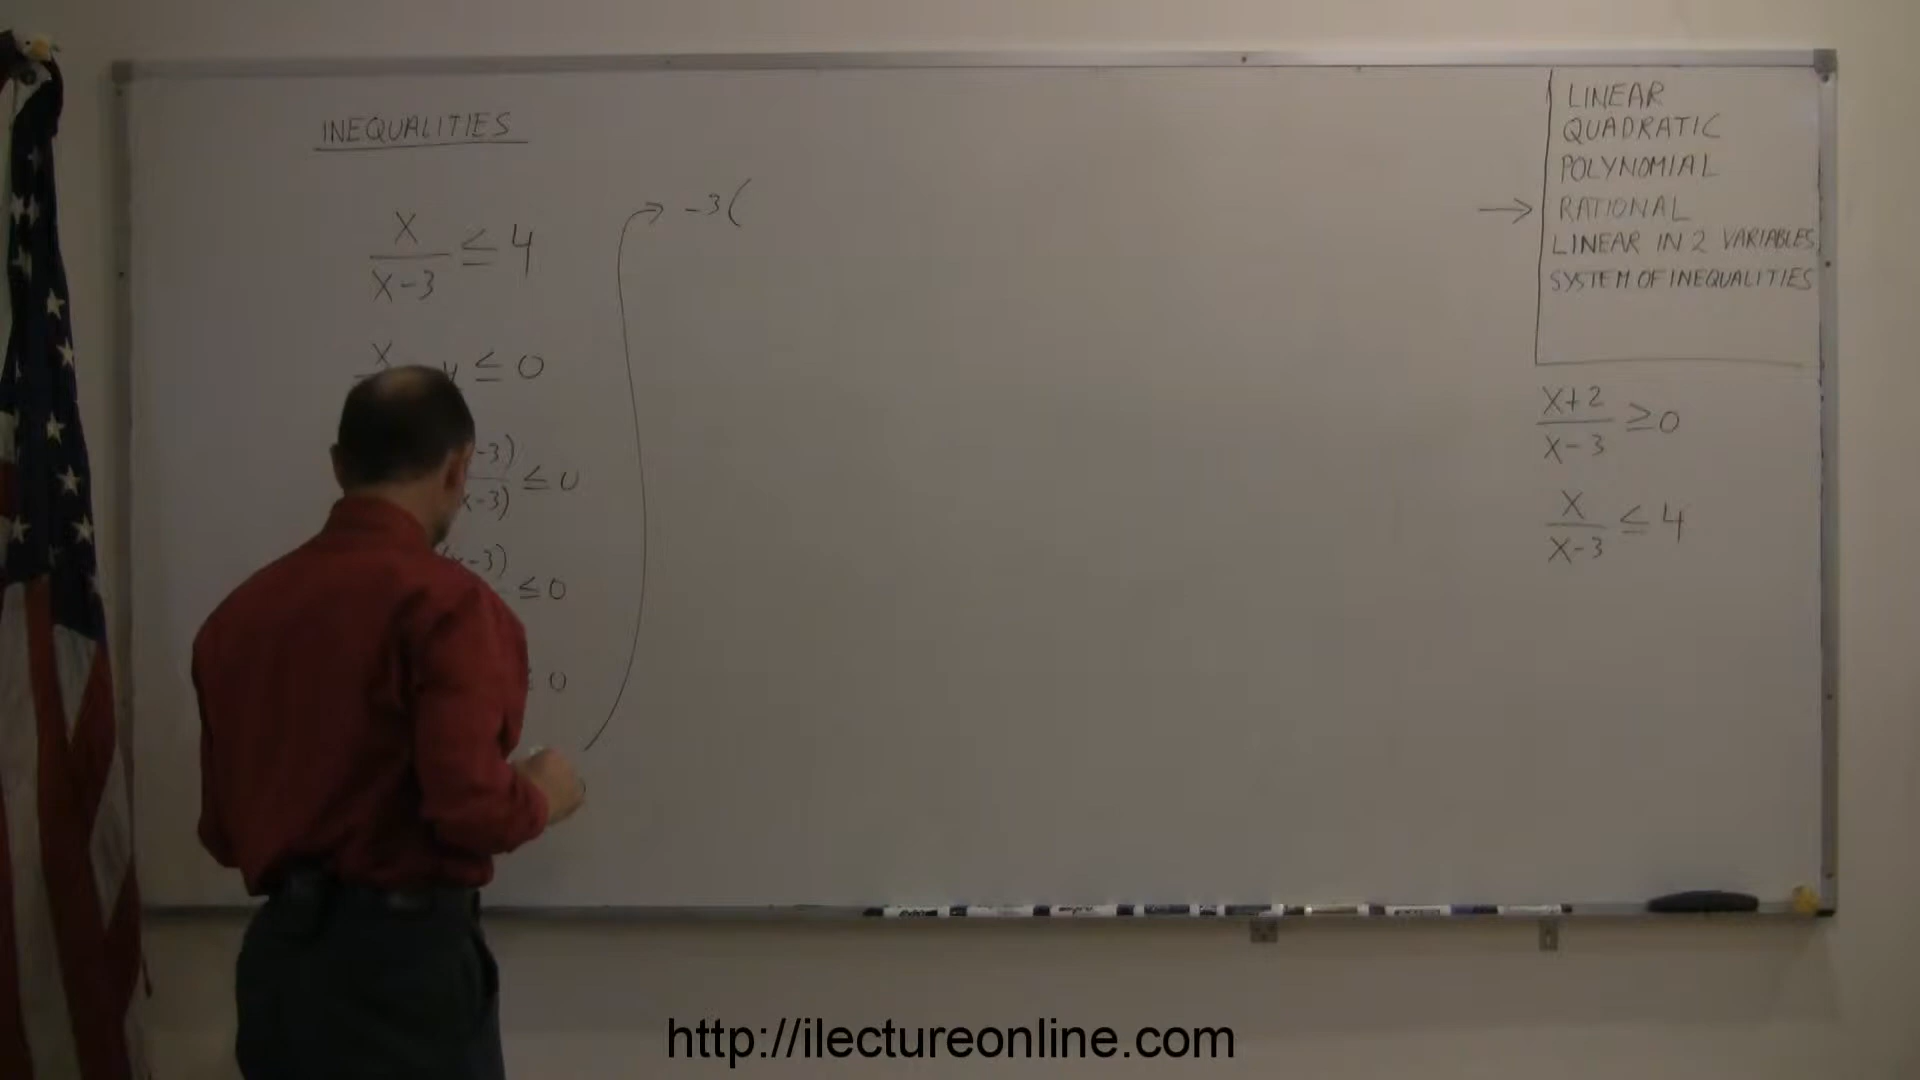 INEQUALITIES
X
X-3 ≤ 4
X
≤ 0
-3)
x-3) ≤ 0
-3)
≤ 0
0
-3(
LINEAR
QUADRATIC
POLYNOMIAL
→ RATIONAL
LINEAR IN 2 VARIABLES
SYSTEM OF INEQUALITIES
X+2
X-3 ≥ 0
X
X-3 ≤ 4
http://ilectureonline.com